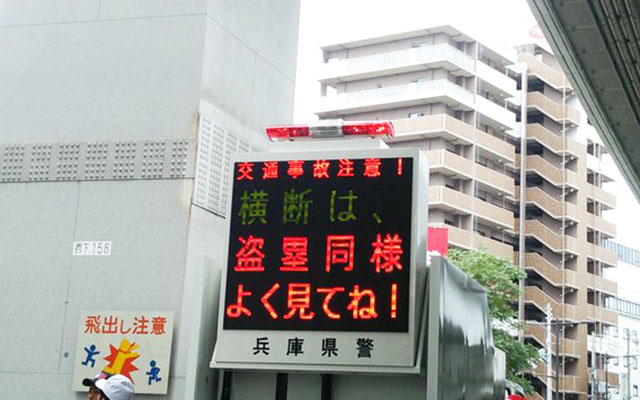 交通事故注意！
横断は、
盗塁同様
よく見てね！
兵庫県警
西下158
飛出し注意